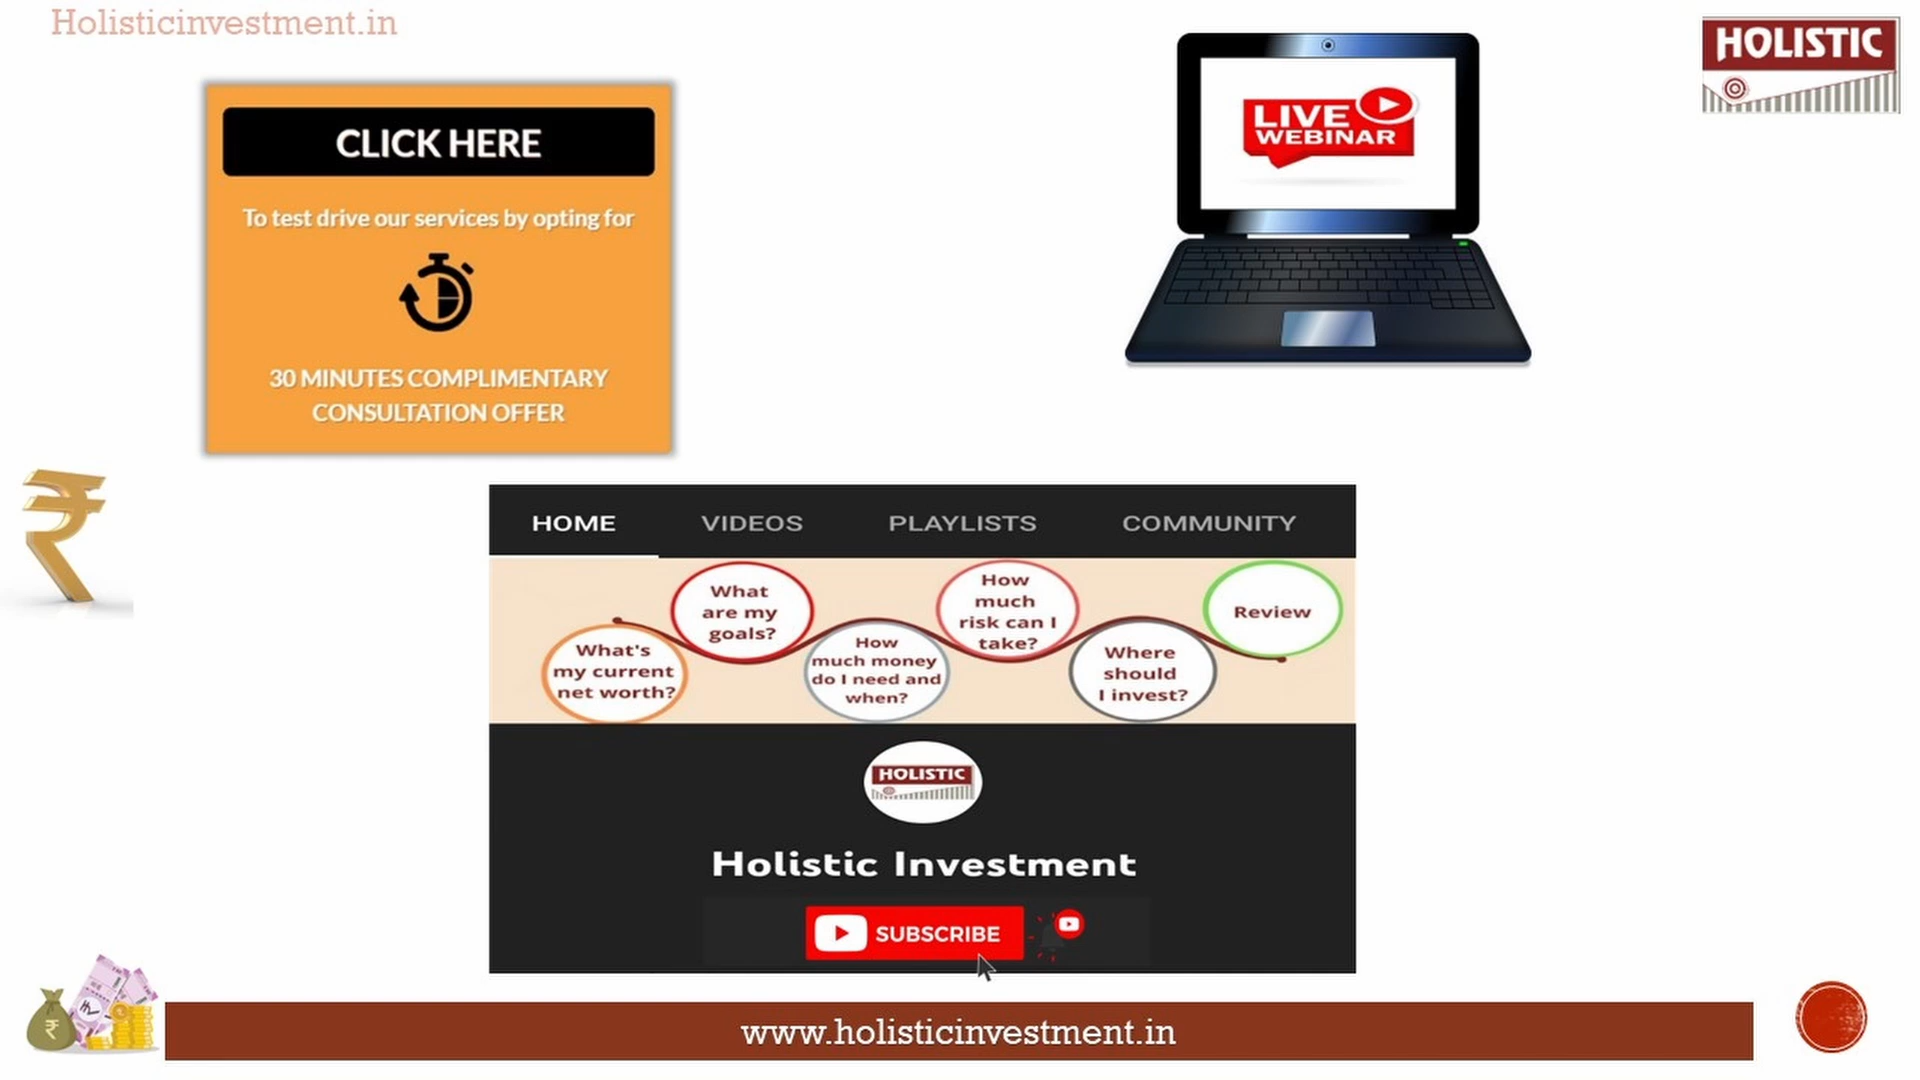 Holisticinvestment.in
HOLISTIC
CLICK HERE
To test drive our services by opting for
30 MINUTES COMPLIMENTARY
CONSULTATION OFFER
LIVE
WEBINAR
HOME VIDEOS PLAYLISTS COMMUNITY
What's
my current
net worth?
What
are my
goals?
How
much money
do I need and
when?
How
much
risk can I
take?
Where
should
I invest?
Review
HOLISTIC
Holistic Investment
SUBSCRIBE
₹
₹
www.holisticinvestment.in